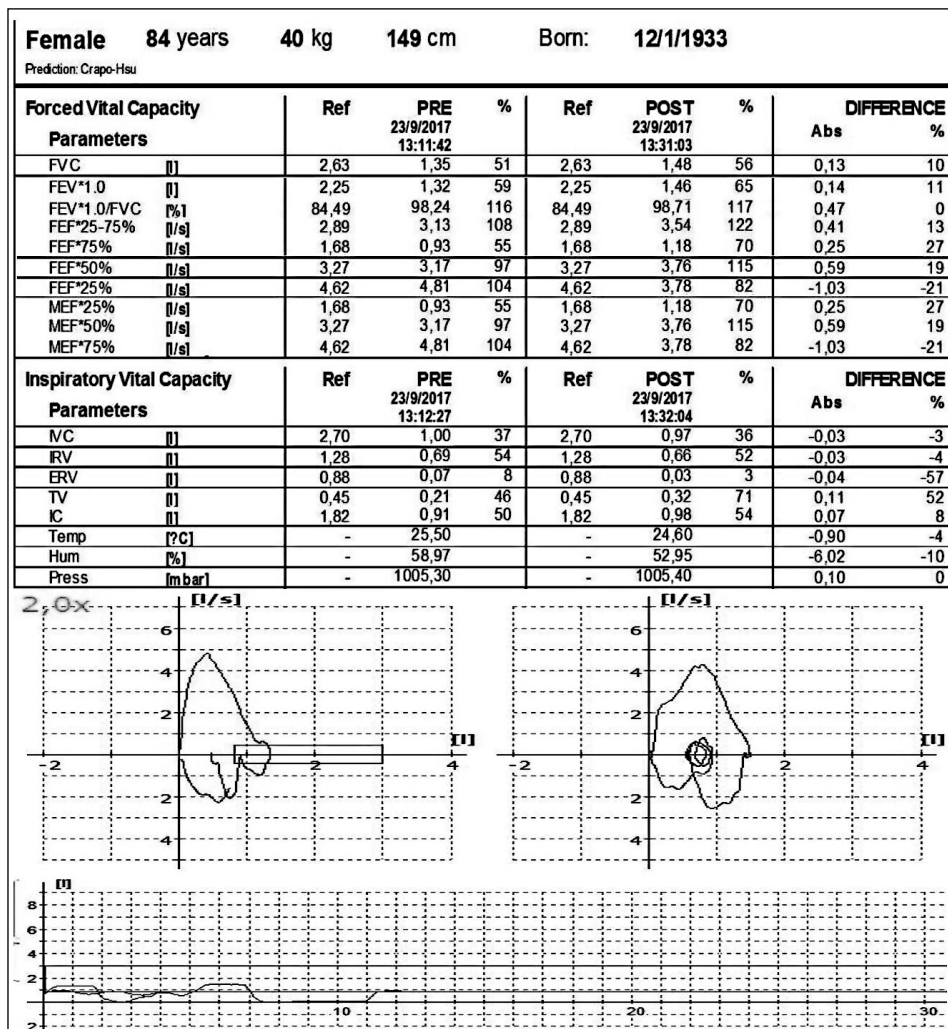 Female 84 years 40 kg 149 cm Born: 12/1/1933
Prediction: Crapo-Hsu
Forced Vital Capacity Ref PRE % Ref POST % DIFFERENCE
Parameters 23/9/2017 13:11:42 23/9/2017 13:31:03 Abs %
FVC [l] 2,63 1,35 51 2,63 1,48 56 0,13 10
FEV*1.0 [l] 2,25 1,32 59 2,25 1,46 65 0,14 11
FEV*1.0/FVC [%] 84,49 98,24 116 84,49 98,71 117 0,47 0
FEF*25-75% [l/s] 2,89 3,13 108 2,89 3,54 122 0,41 13
FEF*75% [l/s] 1,68 0,93 55 1,68 1,18 70 0,25 27
FEF*50% [l/s] 3,27 3,17 97 3,27 3,76 115 0,59 19
FEF*25% [l/s] 4,62 4,81 104 4,62 3,78 82 -1,03 -21
MEF*25% [l/s] 1,68 0,93 55 1,68 1,18 70 0,25 27
MEF*50% [l/s] 3,27 3,17 97 3,27 3,76 115 0,59 19
MEF*75% [l/s] 4,62 4,81 104 4,62 3,78 82 -1,03 -21
Inspiratory Vital Capacity Ref PRE % Ref POST % DIFFERENCE
Parameters 23/9/2017 13:12:27 23/9/2017 13:32:04 Abs %
IVC [l] 2,70 1,00 37 2,70 0,97 36 -0,03 -3
IRV [l] 1,28 0,69 54 1,28 0,66 52 -0,03 -4
ERV [l] 0,88 0,07 8 0,88 0,03 3 -0,04 -57
TV [l] 0,45 0,21 46 0,45 0,32 71 0,11 52
IC [l] 1,82 0,91 50 1,82 0,98 54 0,07 8
Temp [?C] - 25,50 - 24,60 -0,90 -4
Hum [%] - 58,97 - 52,95 -6,02 -10
Press [mbar] - 1005,30 - 1005,40 0,10 0
2,0x [l/s] [l/s]
6 6
4 4
2 2
-2 2 4 [l] -2 2 4 [l]
2 2
4 4
[l]
8
6
4
2
10 20 30
2